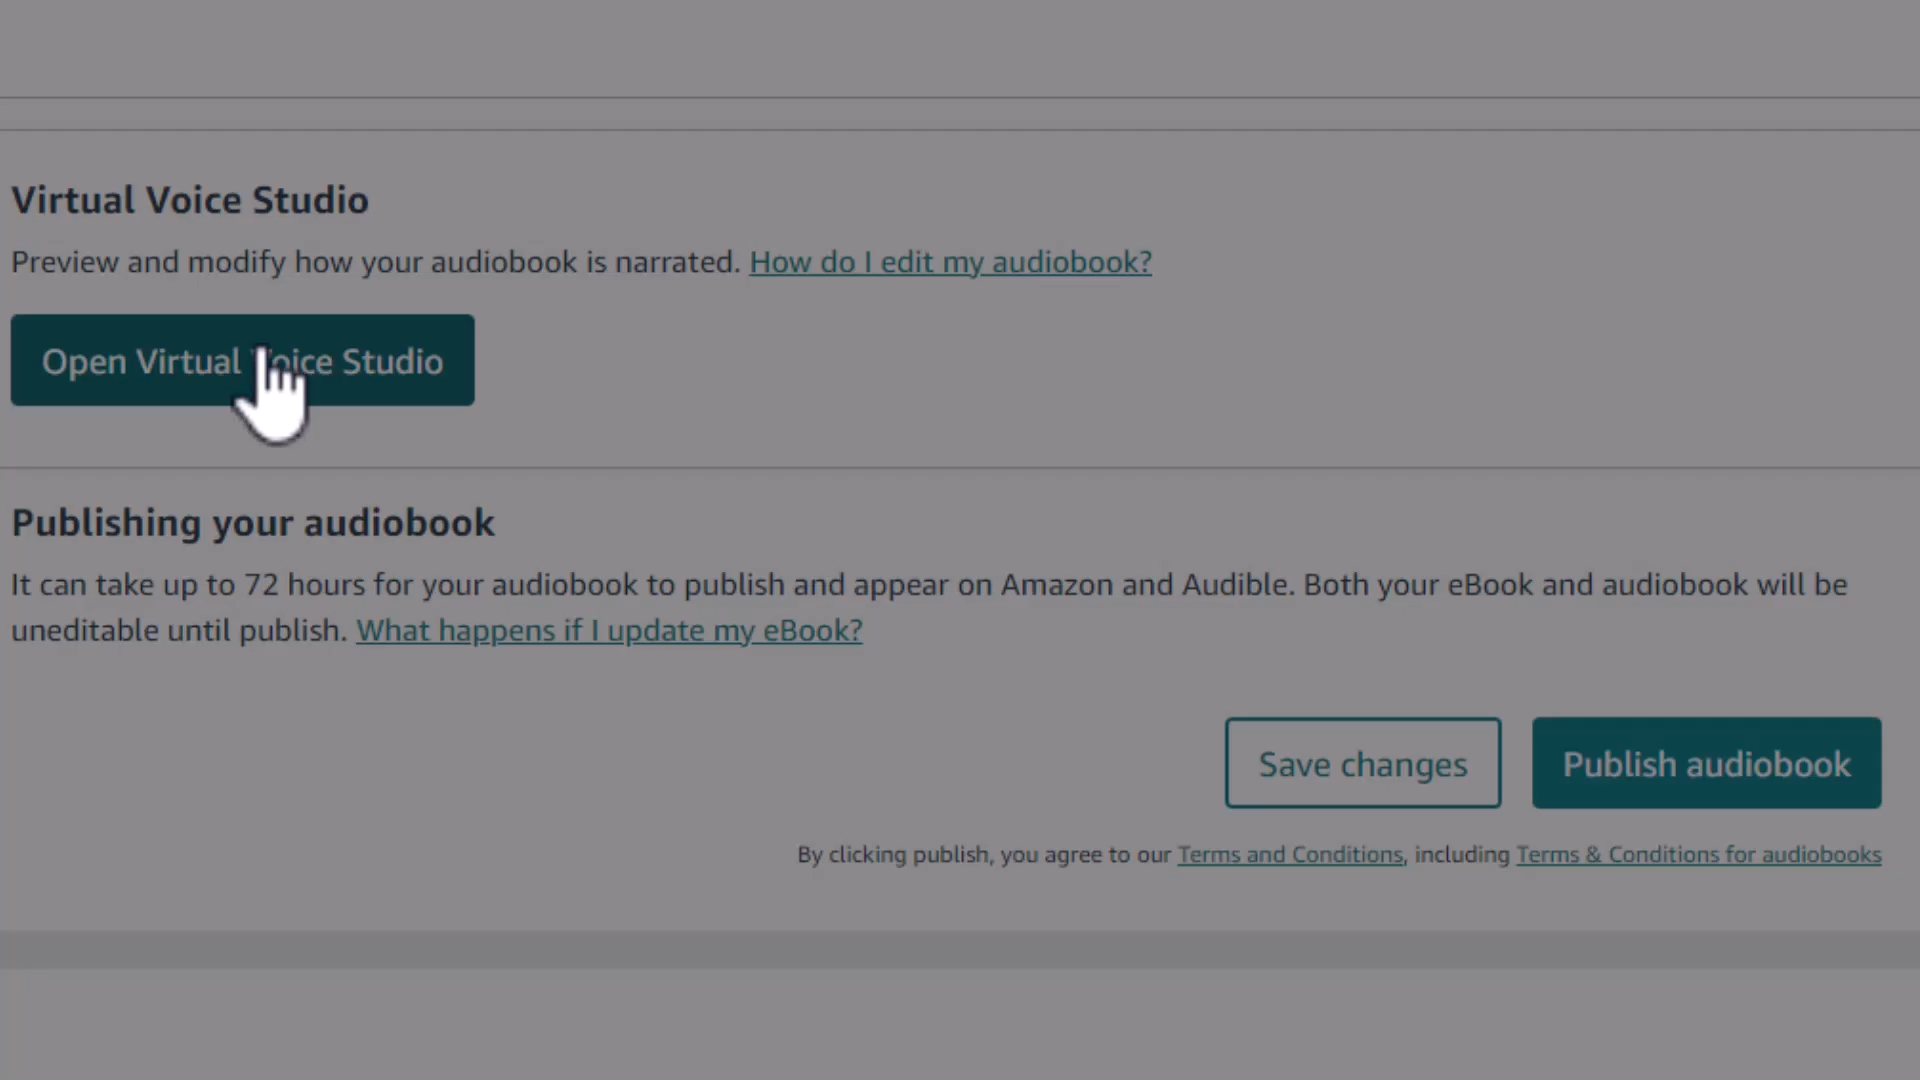 Virtual Voice Studio
Preview and modify how your audiobook is narrated. How do I edit my audiobook?
Open Virtual Voice Studio
Publishing your audiobook
It can take up to 72 hours for your audiobook to publish and appear on Amazon and Audible. Both your eBook and audiobook will be
uneditable until publish. What happens if I update my eBook?
Save changes
Publish audiobook
By clicking publish, you agree to our Terms and Conditions, including Terms & Conditions for audiobooks